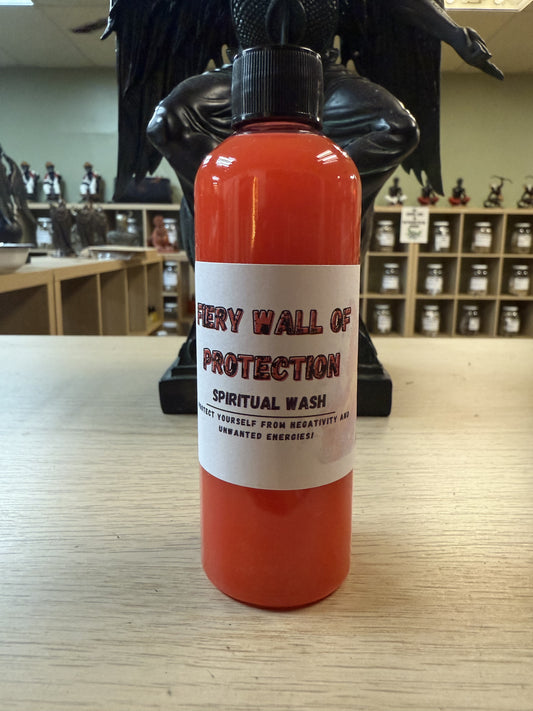 FIERY WALL OF
PROTECTION
SPIRITUAL WASH
PROTECT YOURSELF FROM NEGATIVITY AND
UNWANTED ENERGIES!